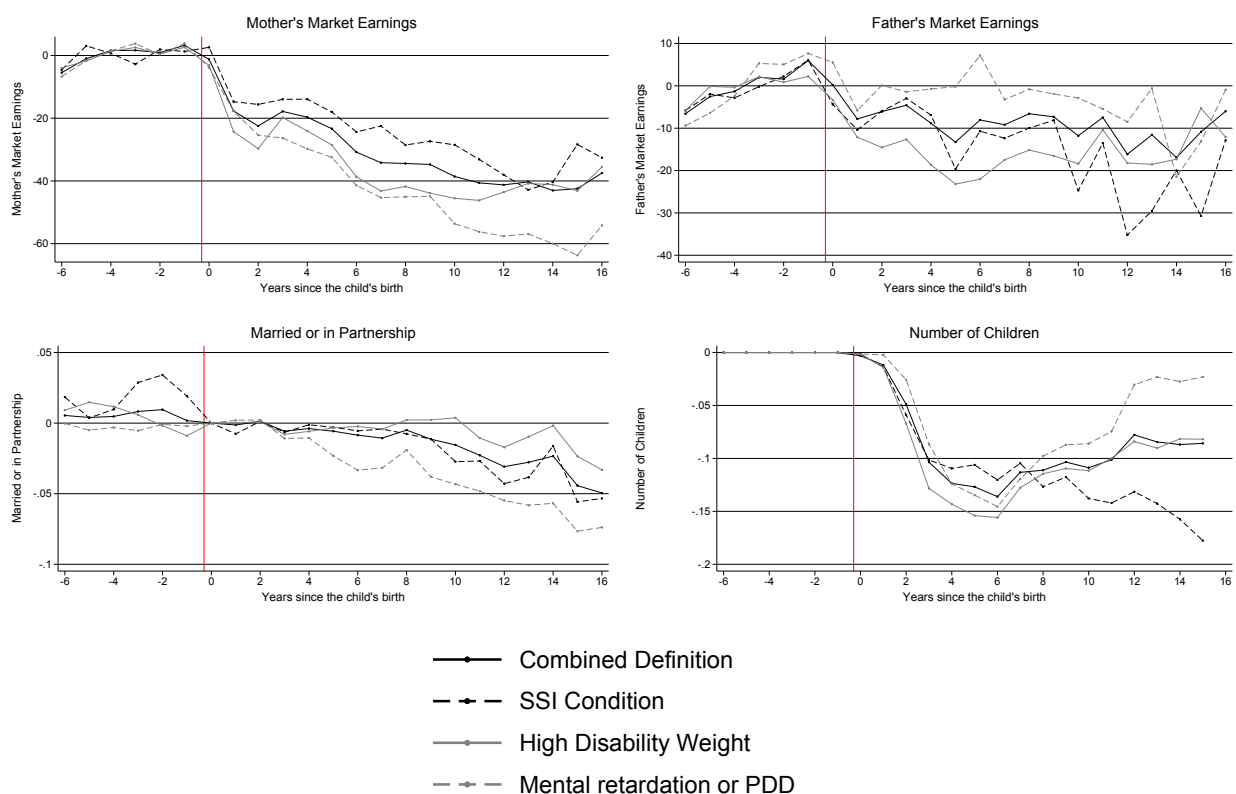 Mother's Market Earnings
Mother's Market Earnings
0
-20
-40
-60
-6 -4 -2 0 2 4 6 8 10 12 14 16
Years since the child's birth
Father's Market Earnings
Father's Market Earnings
10
0
-10
-20
-30
-40
-6 -4 -2 0 2 4 6 8 10 12 14 16
Years since the child's birth
Married or in Partnership
Married or in Partnership
.05
0
-.05
-.1
-6 -4 -2 0 2 4 6 8 10 12 14 16
Years since the child's birth
Number of Children
Number of Children
0
-.05
-.1
-.15
-.2
-6 -4 -2 0 2 4 6 8 10 12 14 16
Years since the child's birth
Combined Definition
SSI Condition
High Disability Weight
Mental retardation or PDD